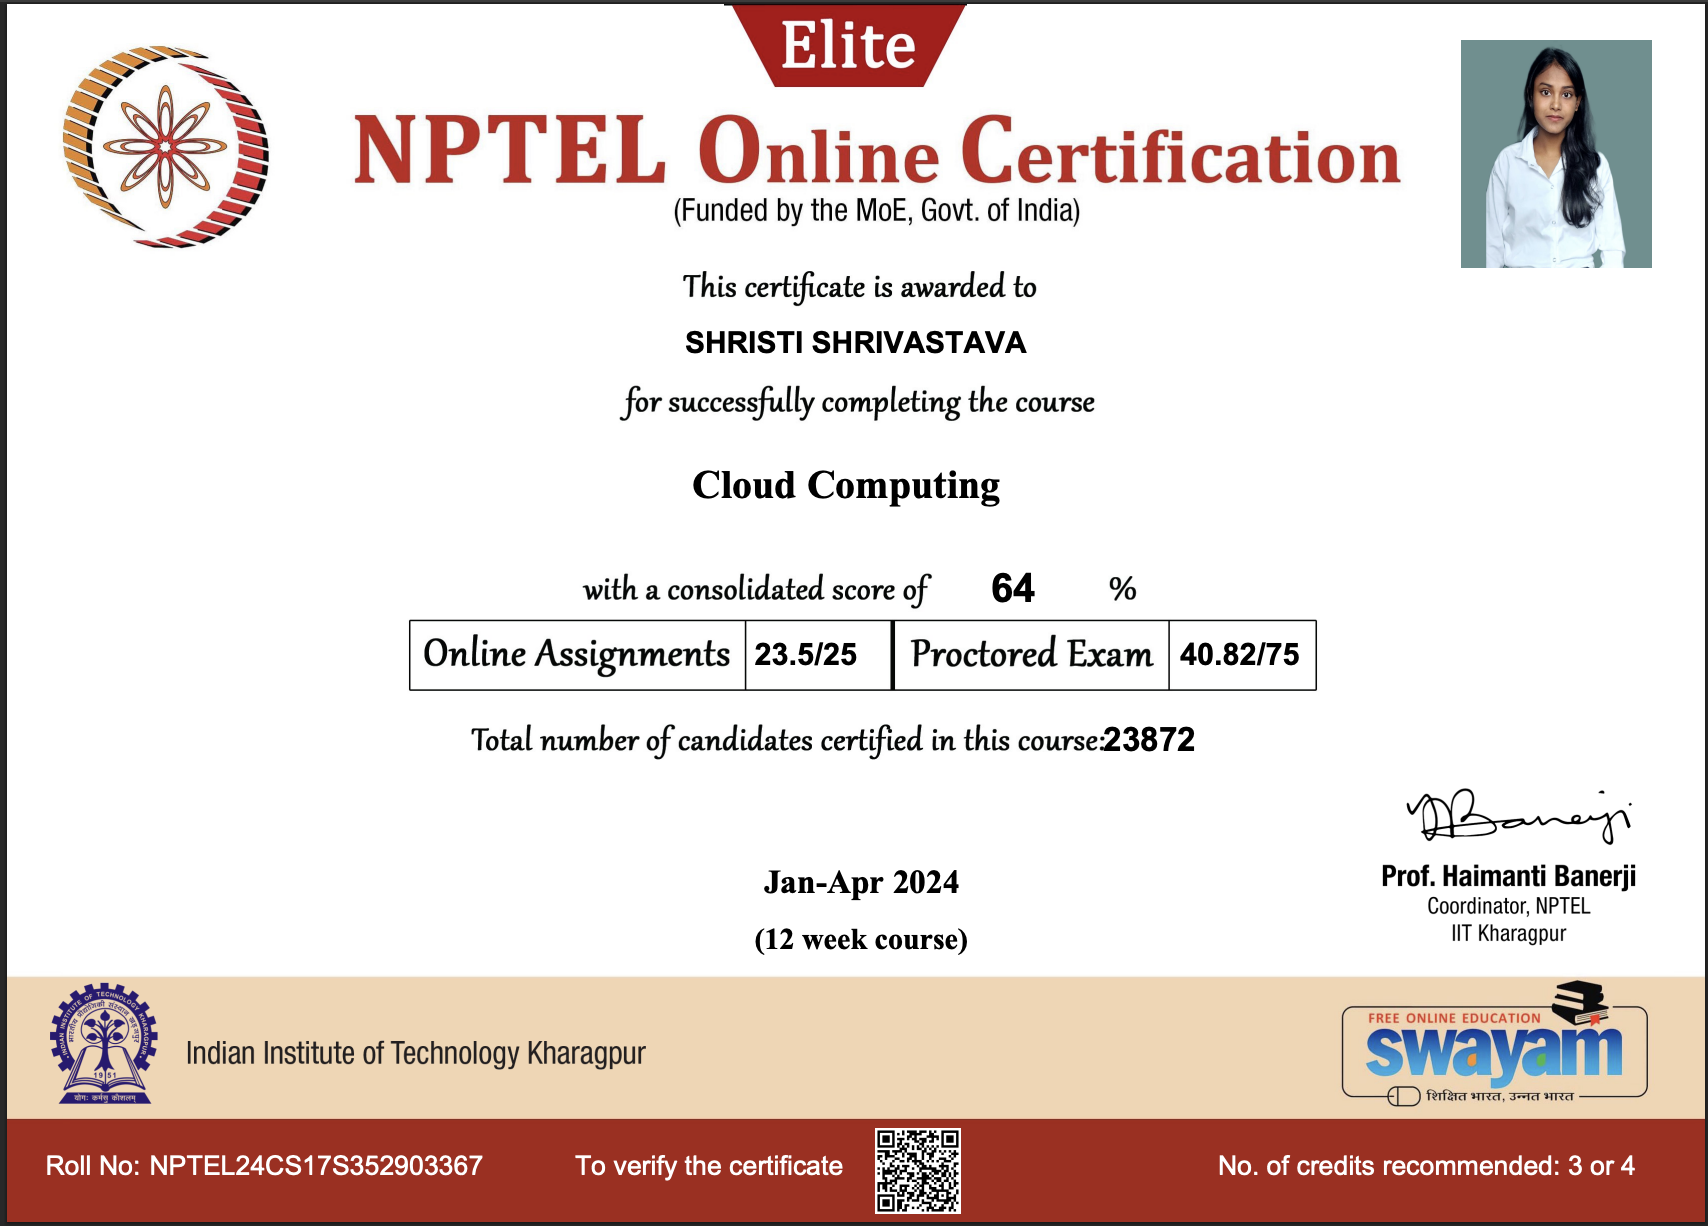 Elite
NPTEL Online Certification
(Funded by the MoE, Govt. of India)
This certificate is awarded to
SHRISTI SHRIVASTAVA
for successfully completing the course
Cloud Computing
with a consolidated score of 64 %
Online Assignments 23.5/25 Proctored Exam 40.82/75
Total number of candidates certified in this course:23872
Banerji
Prof. Haimanti Banerji
Coordinator, NPTEL
IIT Kharagpur
Jan-Apr 2024
(12 week course)
INDIAN INSTITUTE OF TECHNOLOGY KHARAGPUR
भारतीय प्रौद्योगिकी संस्थान खड़गपुर
1951
योगः कर्मसु कौशलम्
Indian Institute of Technology Kharagpur
FREE ONLINE EDUCATION
swayam
शिक्षित भारत, उन्नत भारत
Roll No: NPTEL24CS17S352903367
To verify the certificate
No. of credits recommended: 3 or 4